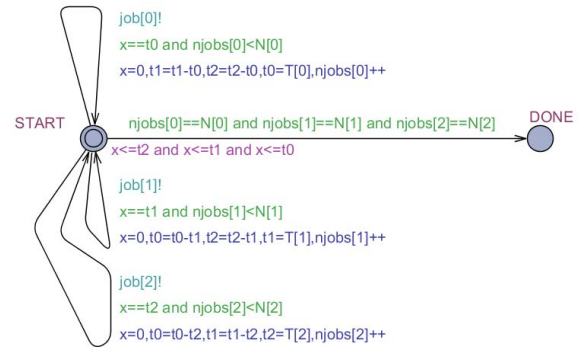 job[0]!
x==t0 and njobs[0]<N[0]
x=0,t1=t1-t0,t2=t2-t0,t0=T[0],njobs[0]++
START
njobs[0]==N[0] and njobs[1]==N[1] and njobs[2]==N[2]
DONE
x<=t2 and x<=t1 and x<=t0
job[1]!
x==t1 and njobs[1]<N[1]
x=0,t0=t0-t1,t2=t2-t1,t1=T[1],njobs[1]++
job[2]!
x==t2 and njobs[2]<N[2]
x=0,t0=t0-t2,t1=t1-t2,t2=T[2],njobs[2]++